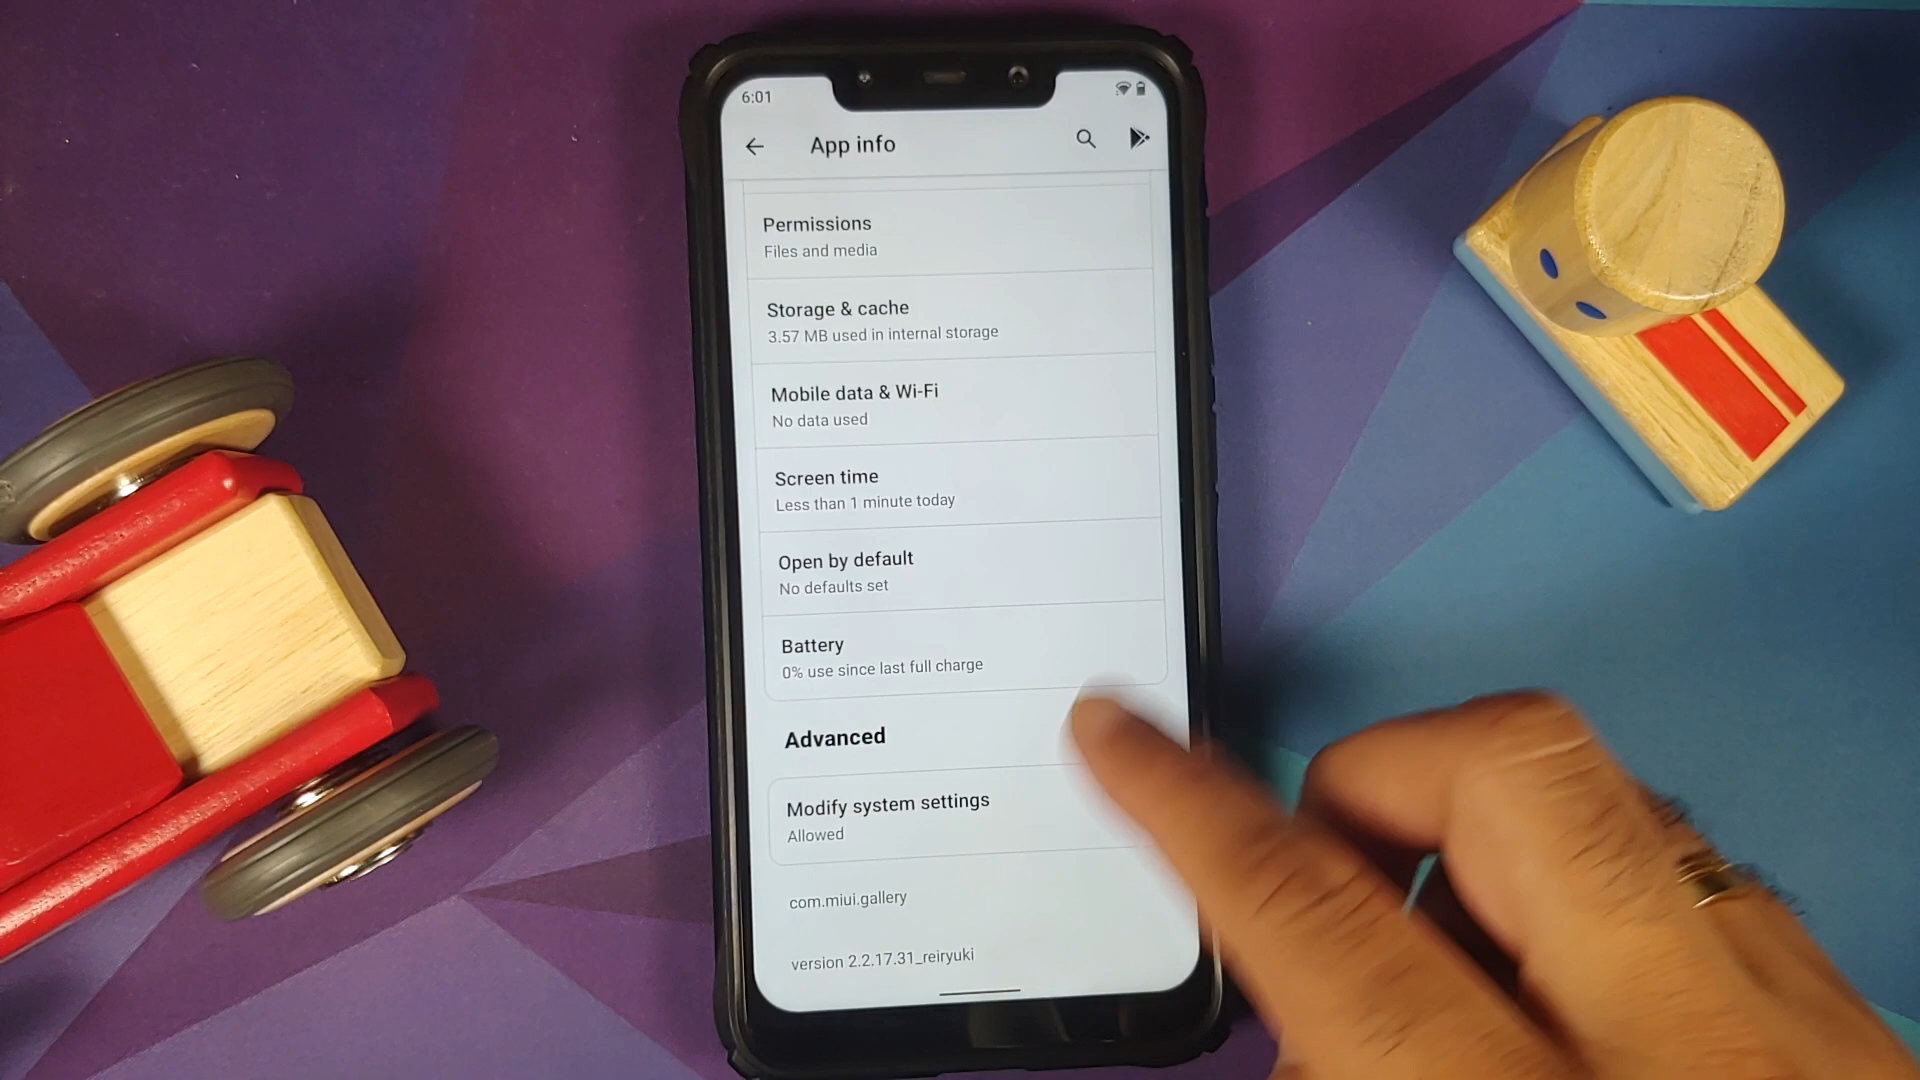 6:01
App info
Permissions
Files and media
Storage & cache
3.57 MB used in internal storage
Mobile data & Wi-Fi
No data used
Screen time
Less than 1 minute today
Open by default
No defaults set
Battery
0% use since last full charge
Advanced
Modify system settings
Allowed
com.miui.gallery
version 2.2.17.31_reiryuki